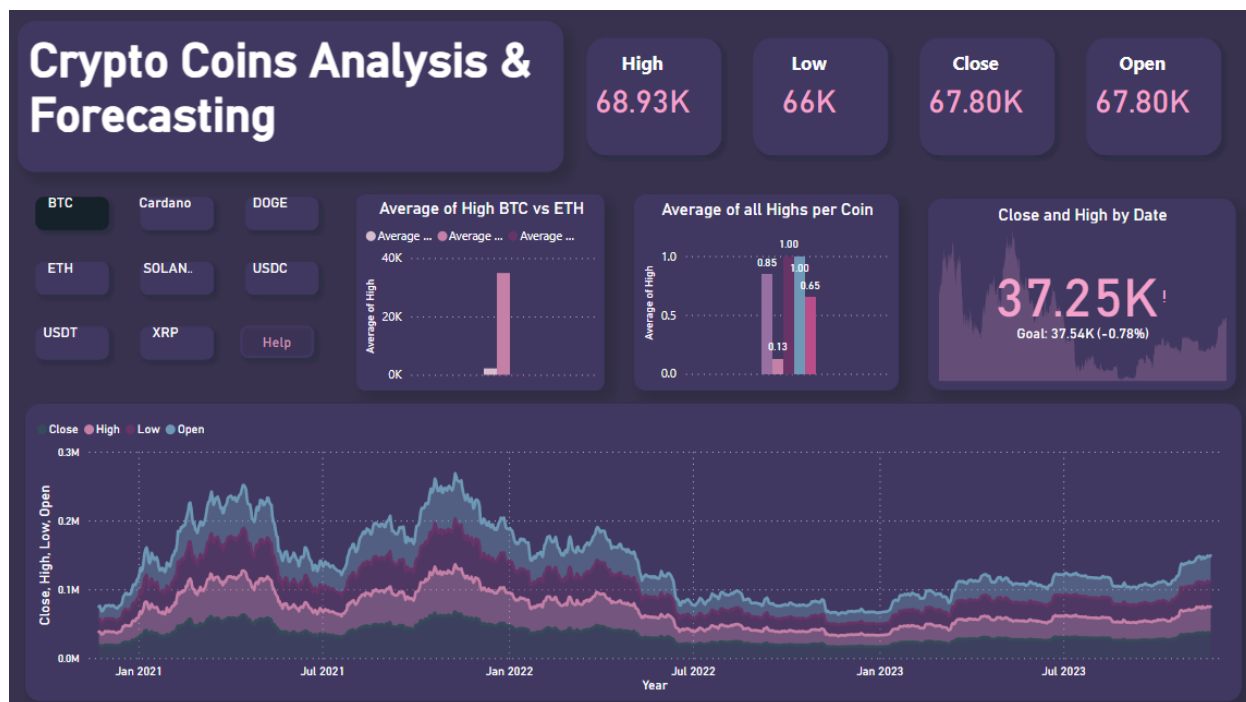 Crypto Coins Analysis &
Forecasting
High
68.93K
Low
66K
Close
67.80K
Open
67.80K
BTC
Cardano
DOGE
ETH
SOLAN..
USDC
USDT
XRP
Help
Average of High BTC vs ETH
Average ... Average ... Average ...
Average of High
40K
20K
0K
Average of all Highs per Coin
Average of High
1.0
0.5
0.0
0.85
0.13
1.00
1.00
0.65
Close and High by Date
37.25K!
Goal: 37.54K (-0.78%)
Close High Low Open
Close, High, Low, Open
0.3M
0.2M
0.1M
0.0M
Jan 2021 Jul 2021 Jan 2022 Jul 2022 Jan 2023 Jul 2023
Year